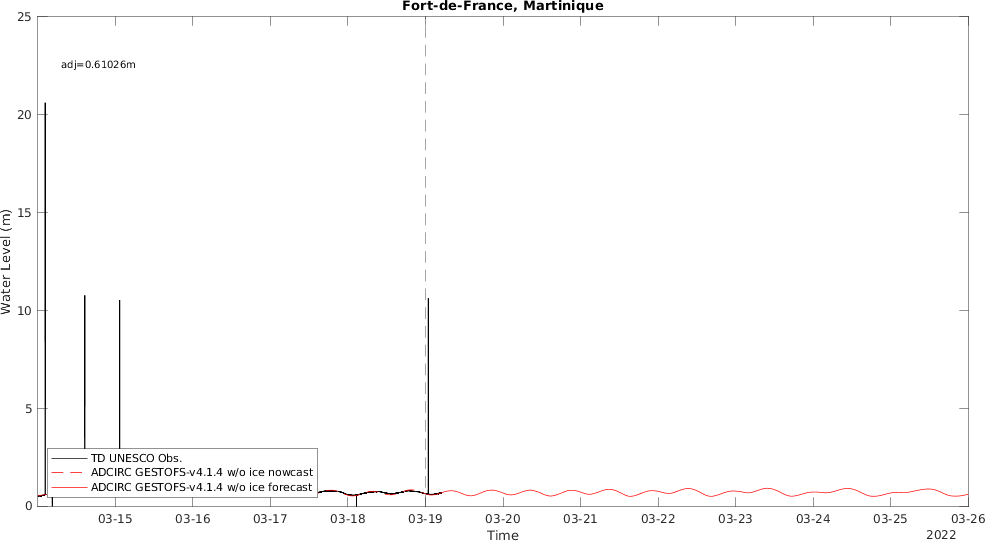 Fort-de-France, Martinique
25
adj=0.61026m
20
15
Water Level (m)
10
5
TD UNESCO Obs.
ADCIRC GESTOFS-v4.1.4 w/o ice nowcast
ADCIRC GESTOFS-v4.1.4 w/o ice forecast
0
03-15 03-16 03-17 03-18 03-19 03-20 03-21 03-22 03-23 03-24 03-25 03-26
Time
2022